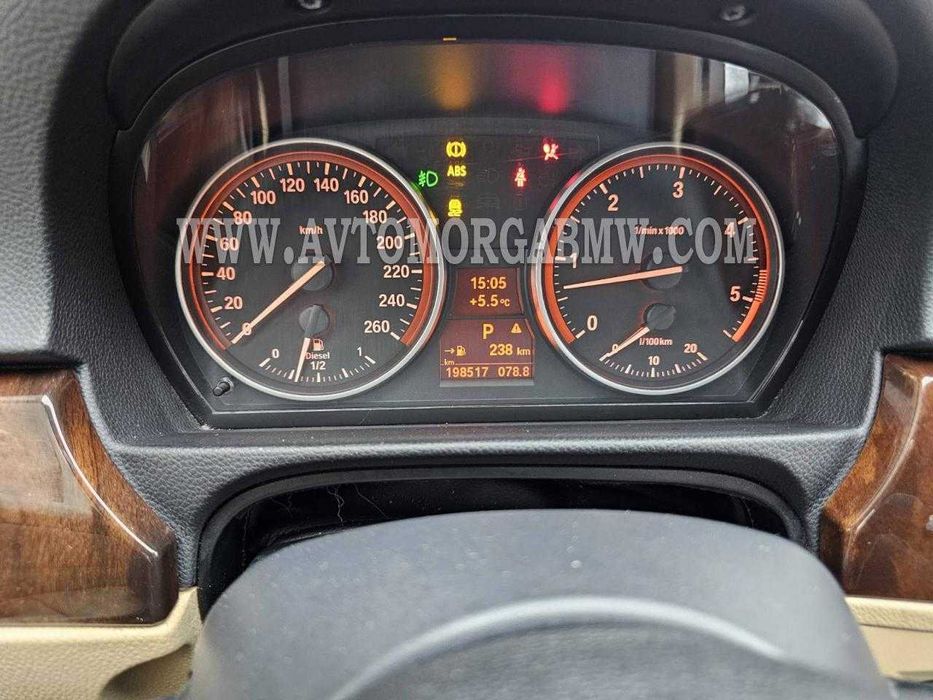 WWW.AVTOMORGABMW.COM
ABS
0
20
40
60
80
100
120
140
160
180
200
220
240
260
km/h
0
1/2
1
Diesel
15:05
+5.5°C
P
238 km
km
198517 078.8
0
1
2
3
4
5
1/min x 1000
0
10
20
l/100km